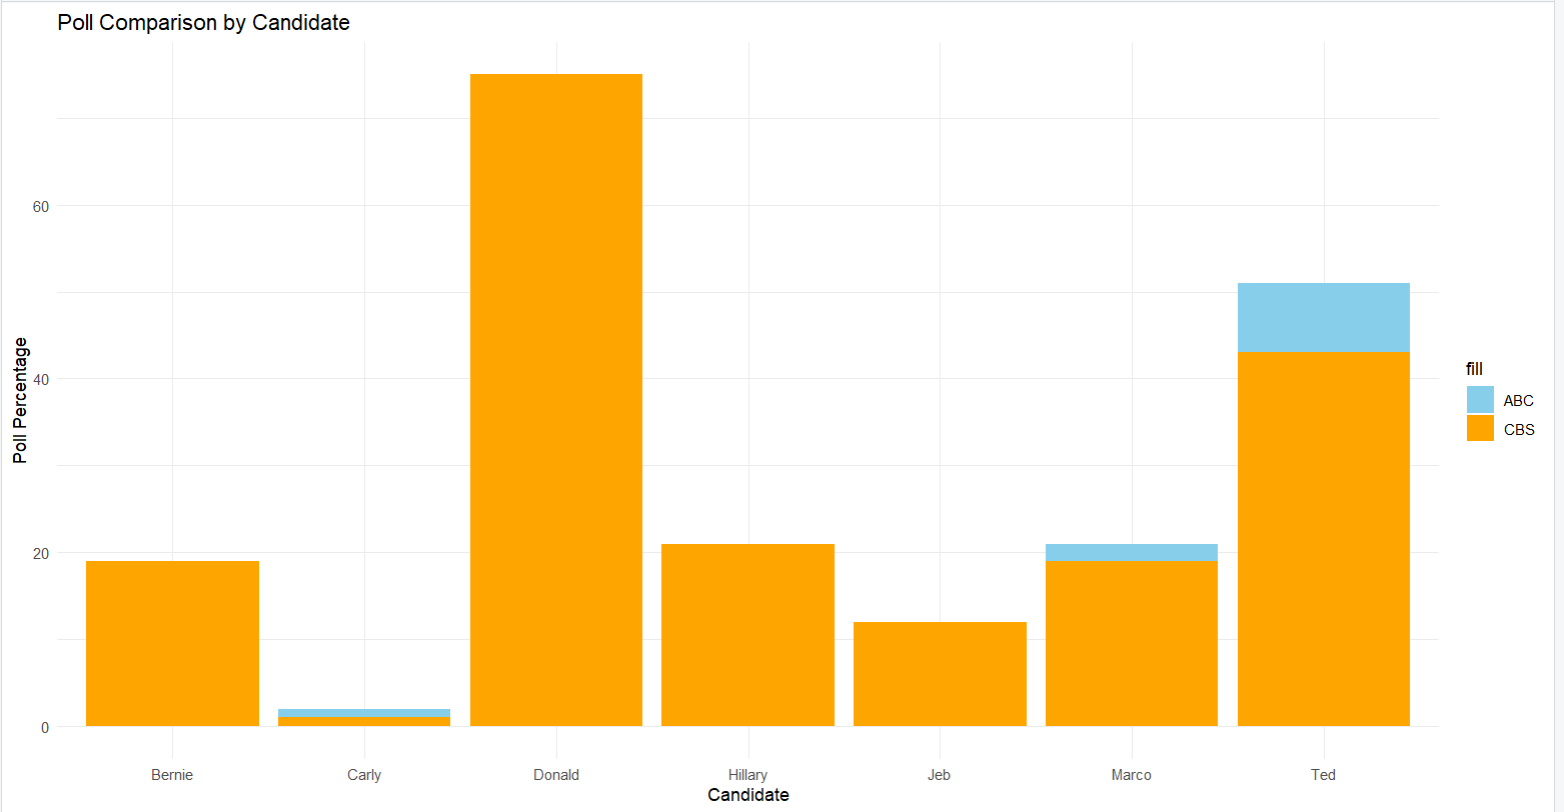 Poll Comparison by Candidate
60
40
20
0
Poll Percentage
Bernie
Carly
Donald
Hillary
Jeb
Marco
Ted
Candidate
fill
ABC
CBS